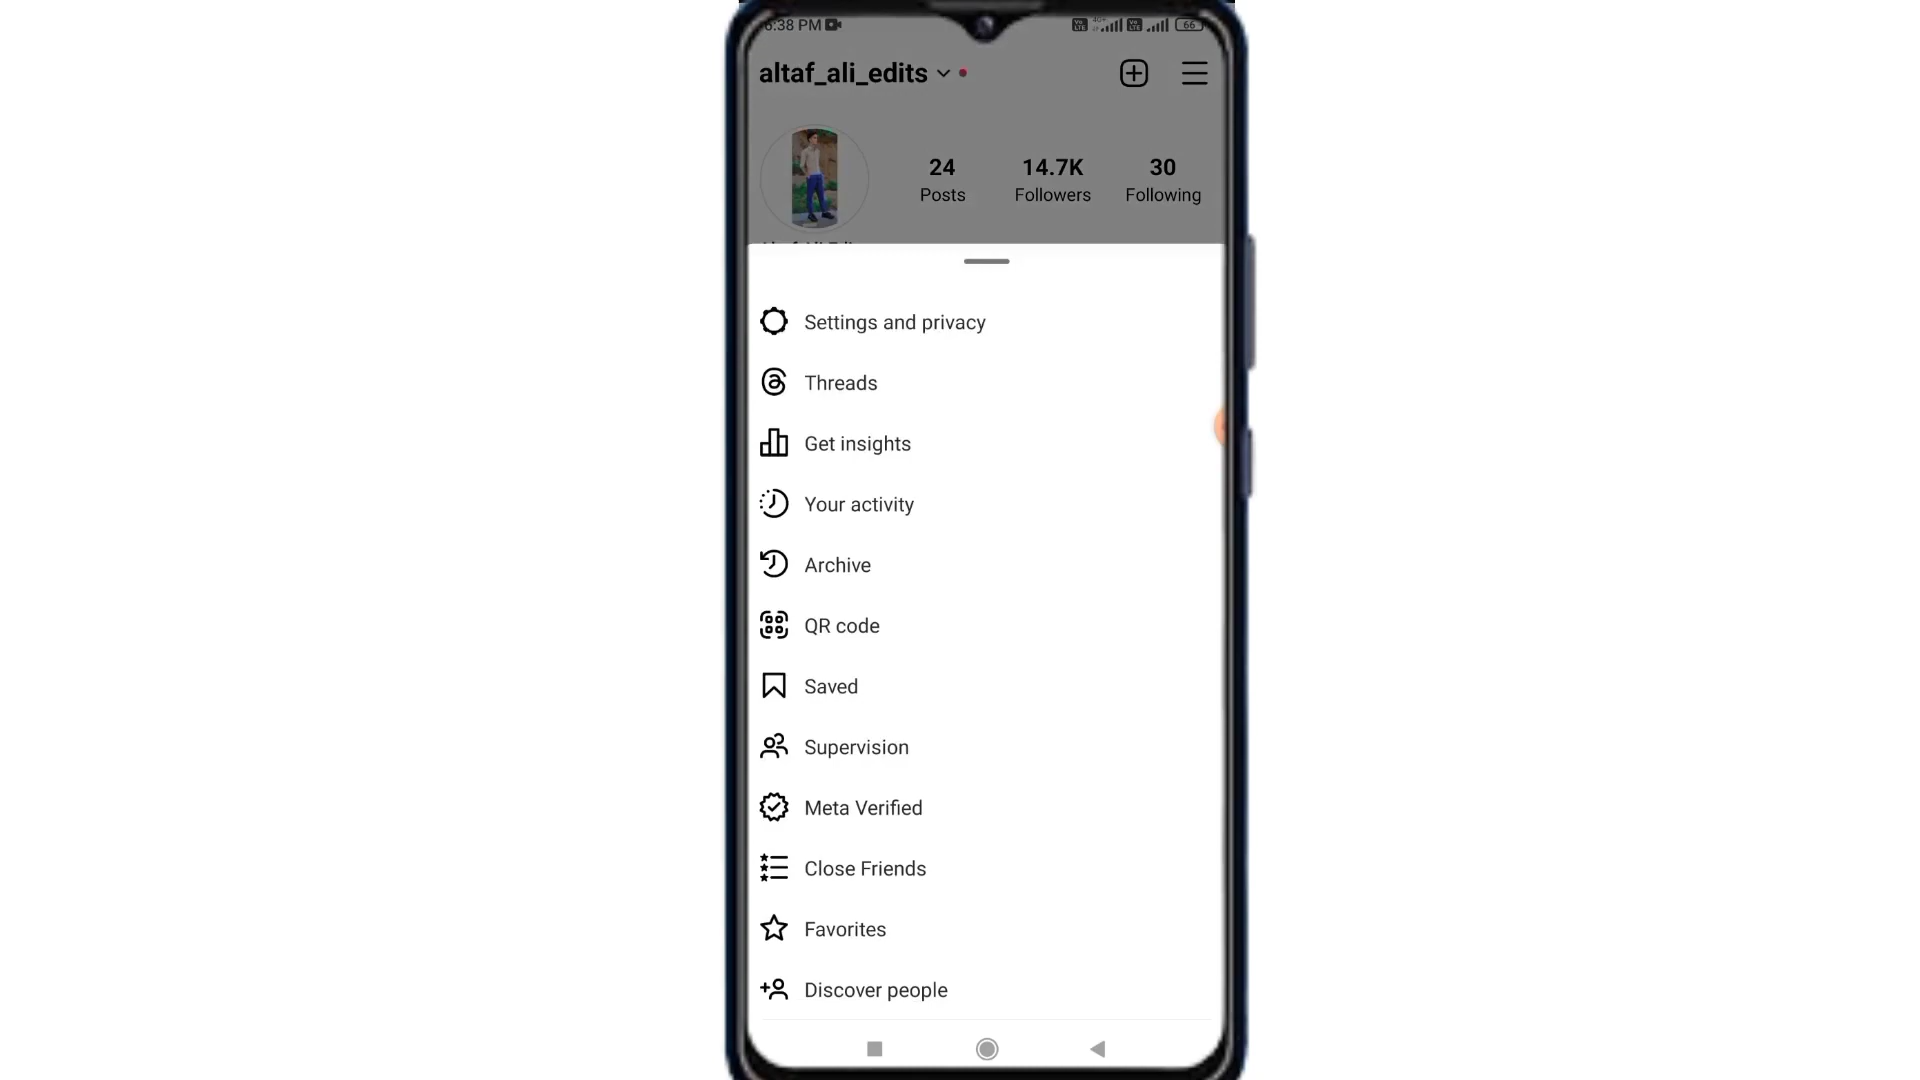 6:38 PM
66
altaf_ali_edits
24
Posts
14.7K
Followers
30
Following
Settings and privacy
Threads
Get insights
Your activity
Archive
QR code
Saved
Supervision
Meta Verified
Close Friends
Favorites
Discover people